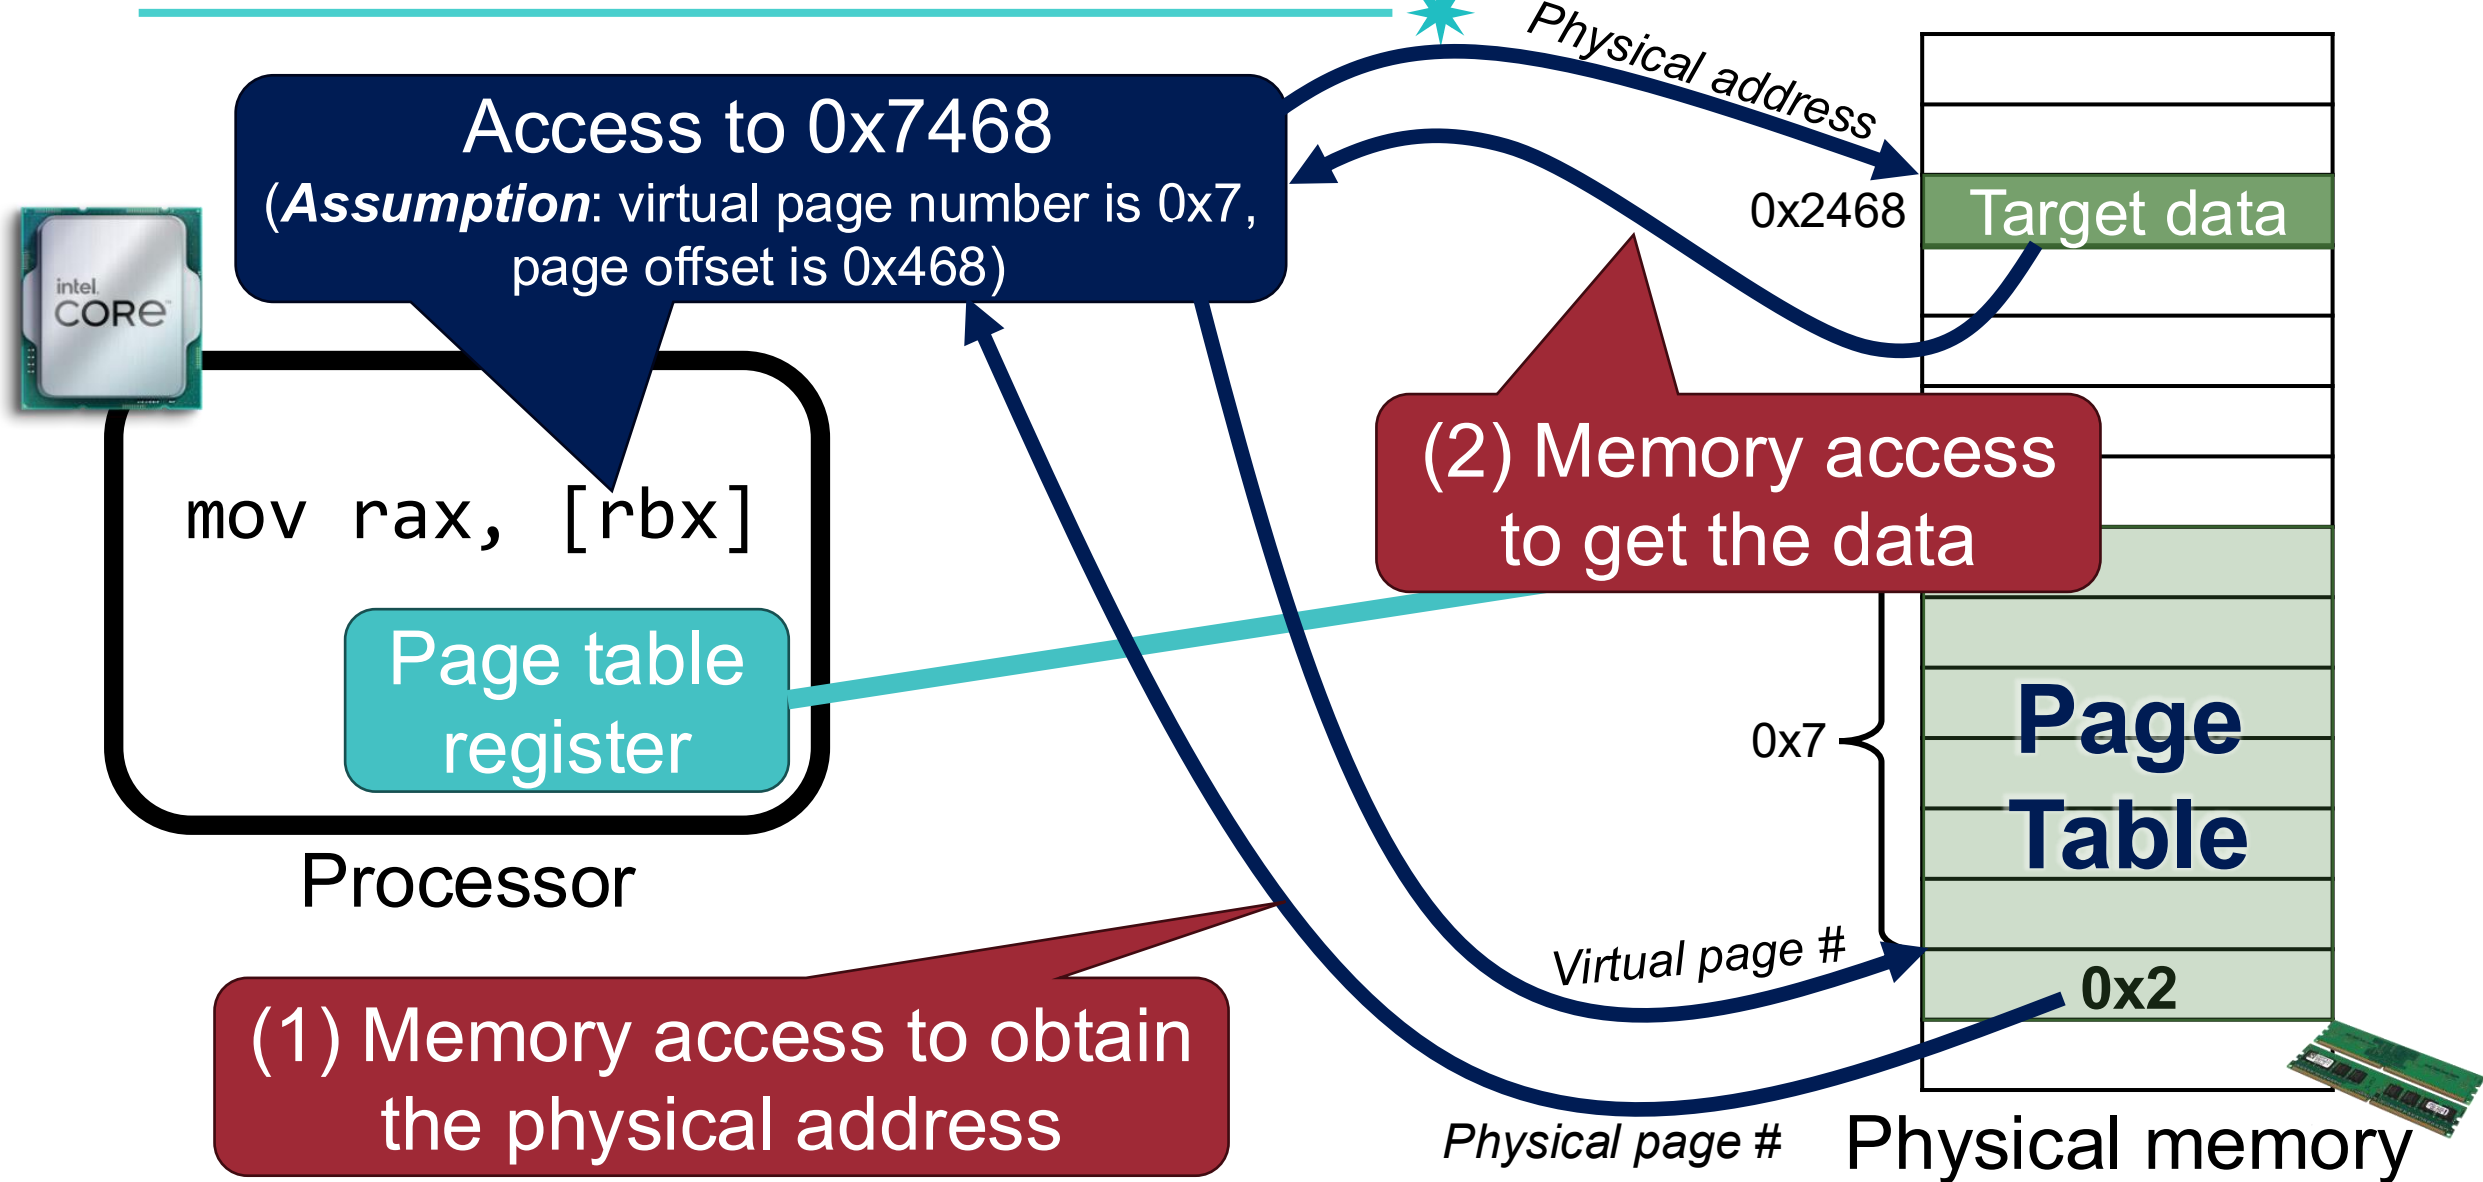 Physical address
Access to 0x7468
(Assumption: virtual page number is 0x7,
page offset is 0x468)
0x2468
Target data
intel
CORE
(2) Memory access
to get the data
mov rax, [rbx]
Page table
register
Page
Table
0x7
Processor
Virtual page #
0x2
(1) Memory access to obtain
the physical address
Physical page #
Physical memory